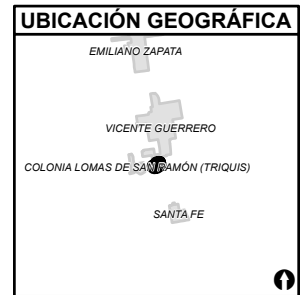 UBICACIÓN GEOGRÁFICA
EMILIANO ZAPATA
VICENTE GUERRERO
COLONIA LOMAS DE SAN RAMÓN (TRIQUIS)
SANTA FE